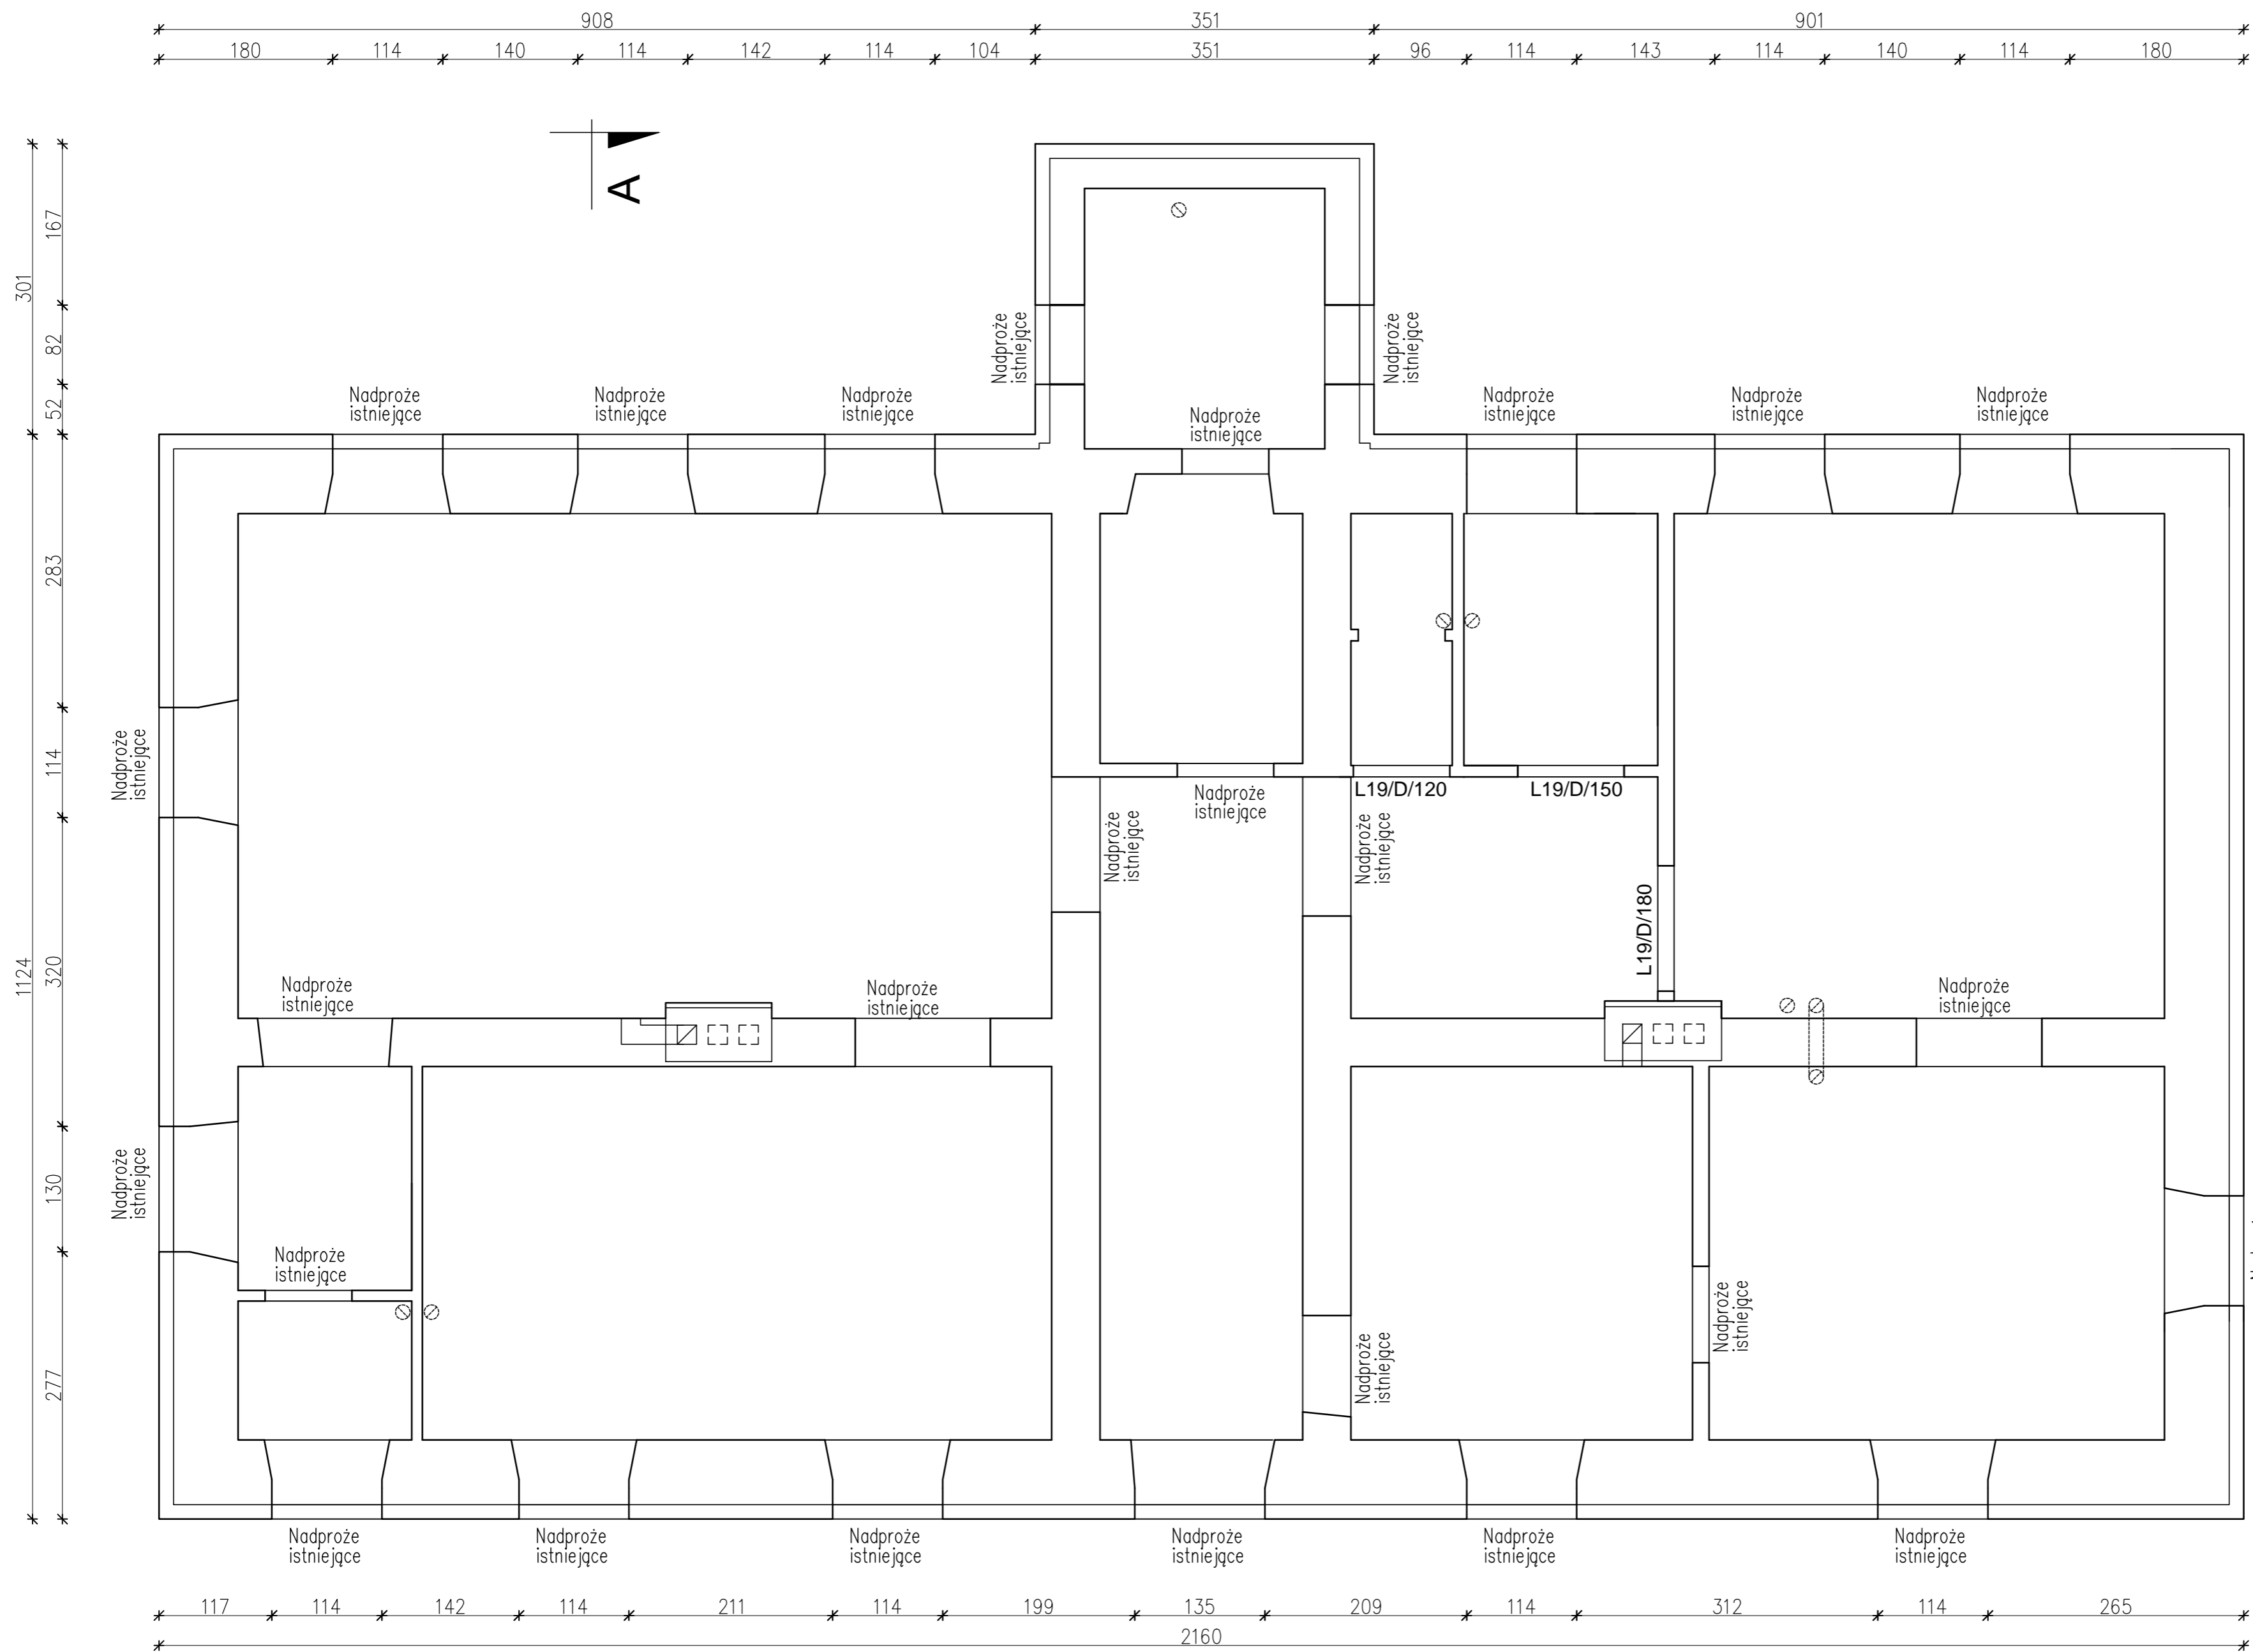 908 351 901
180 114 140 114 142 114 104 351 96 114 143 114 140 114 180
A
301
167
82
52
1124
283
114
320
130
277
Nadproże
istniejące
Nadproże
istniejące
Nadproże
istniejące
Nadproże
istniejące
Nadproże
istniejące
Nadproże
istniejące
Nadproże
istniejące
Nadproże
istniejące
Nadproże
istniejące
Nadproże
istniejące
Nadproże
istniejące
L19/D/120
L19/D/150
Nadproże
istniejące
Nadproże
istniejące
L19/D/180
Nadproże
istniejące
Nadproże
istniejące
Nadproże
istniejące
Nadproże
istniejące
Nadproże
istniejące
Nadproże
istniejące
Nadproże
istniejące
Nadproże
istniejące
Nadproże
istniejące
Nadproże
istniejące
Nadproże
istniejące
Nadproże
istniejące
Nadproże
istniejące
117 114 142 114 211 114 199 135 209 114 312 114 265
2160